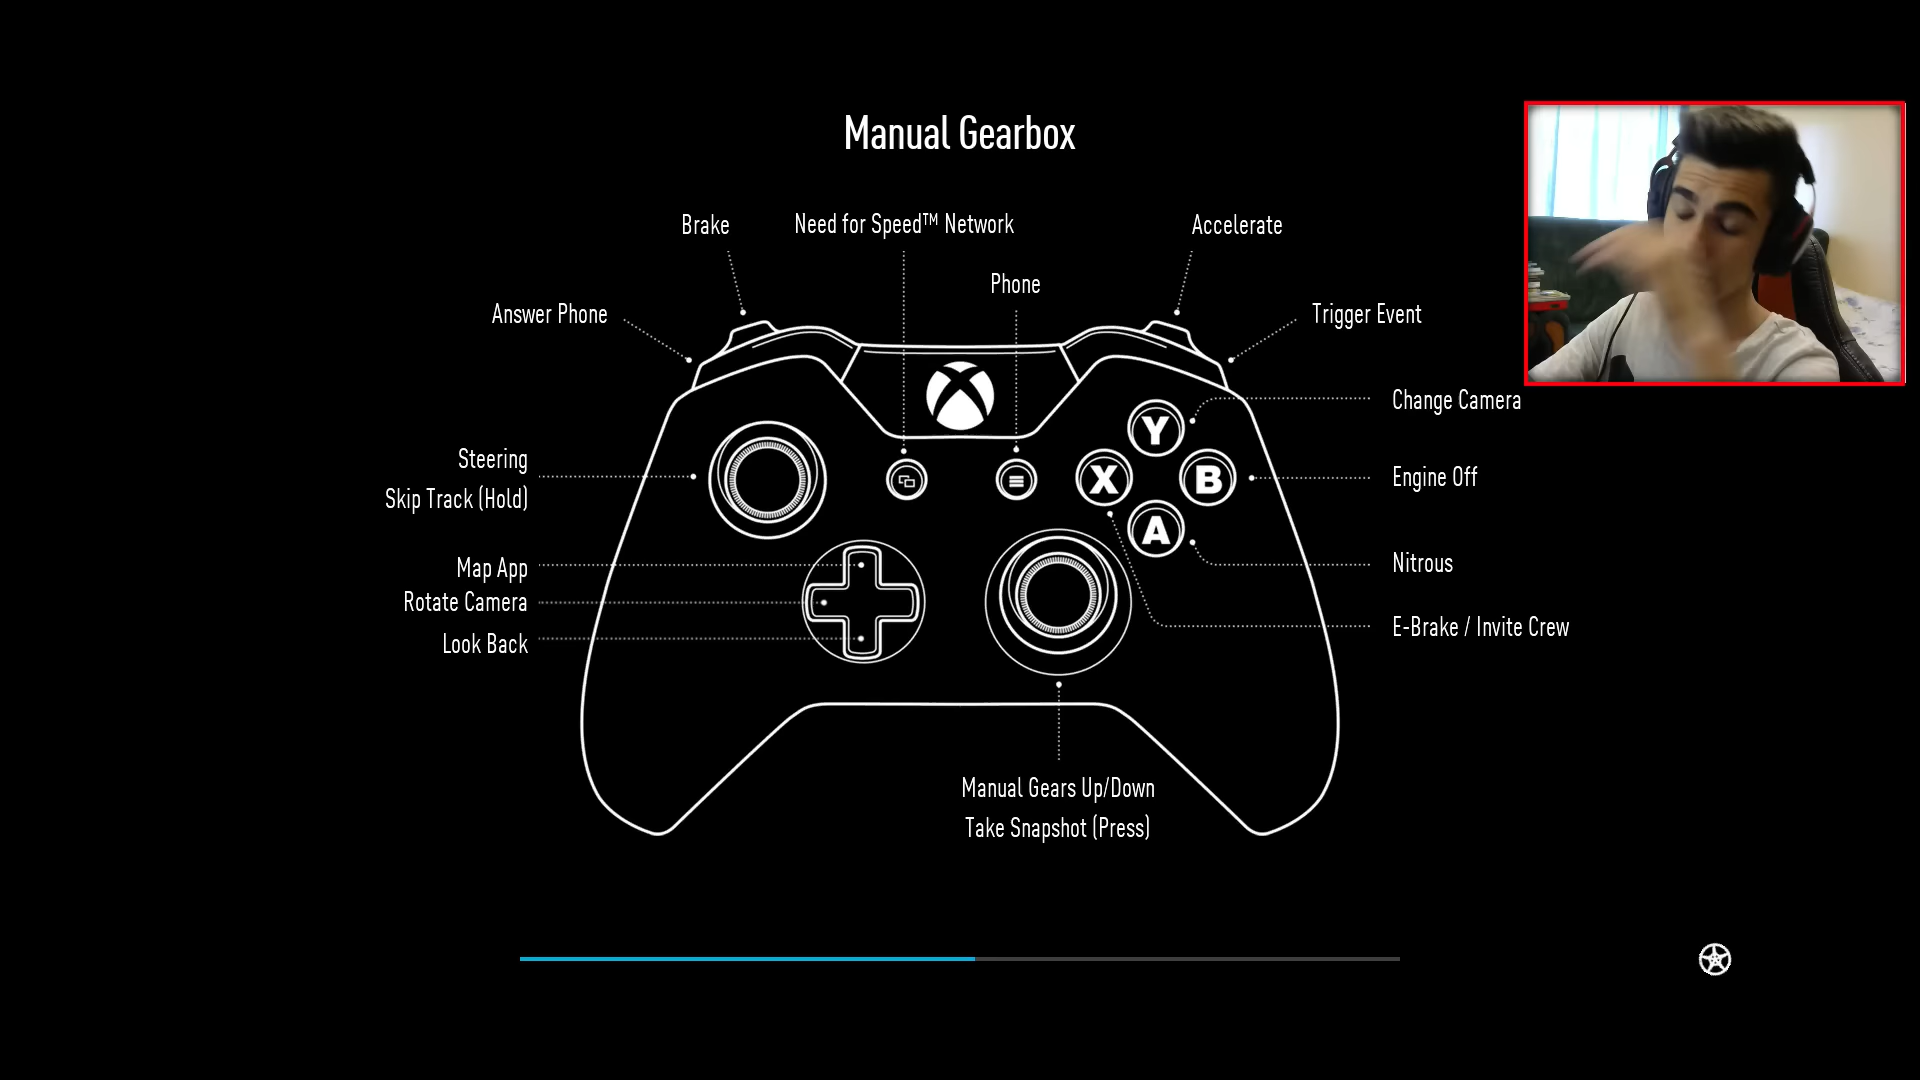 Manual Gearbox
Brake
Need for Speed™ Network
Accelerate
Phone
Answer Phone
Trigger Event
Change Camera
Y
Steering
X
B
Engine Off
Skip Track (Hold)
A
Map App
Nitrous
Rotate Camera
E-Brake / Invite Crew
Look Back
Manual Gears Up/Down
Take Snapshot (Press)